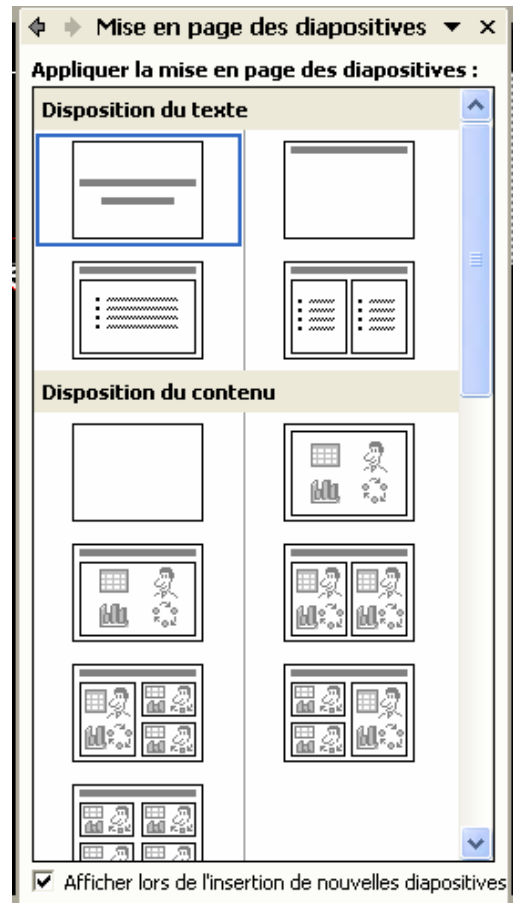 Mise en page des diapositives
Appliquer la mise en page des diapositives :
Disposition du texte
Disposition du contenu
Afficher lors de l'insertion de nouvelles diapositives